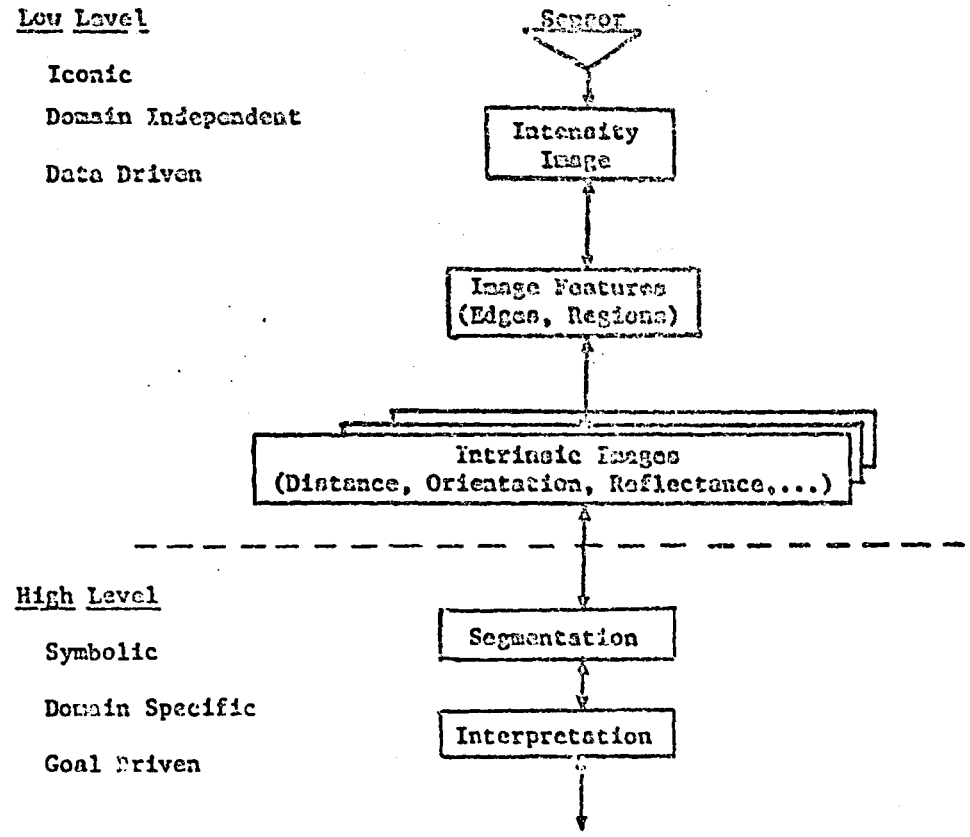 Low Level
Iconic
Domain Independent
Data Driven
Sensor
Intensity
Image
Image Features
(Edges, Regions)
Intrinsic Images
(Distance, Orientation, Reflectance,...)
High Level
Symbolic
Domain Specific
Goal Driven
Segmentation
Interpretation